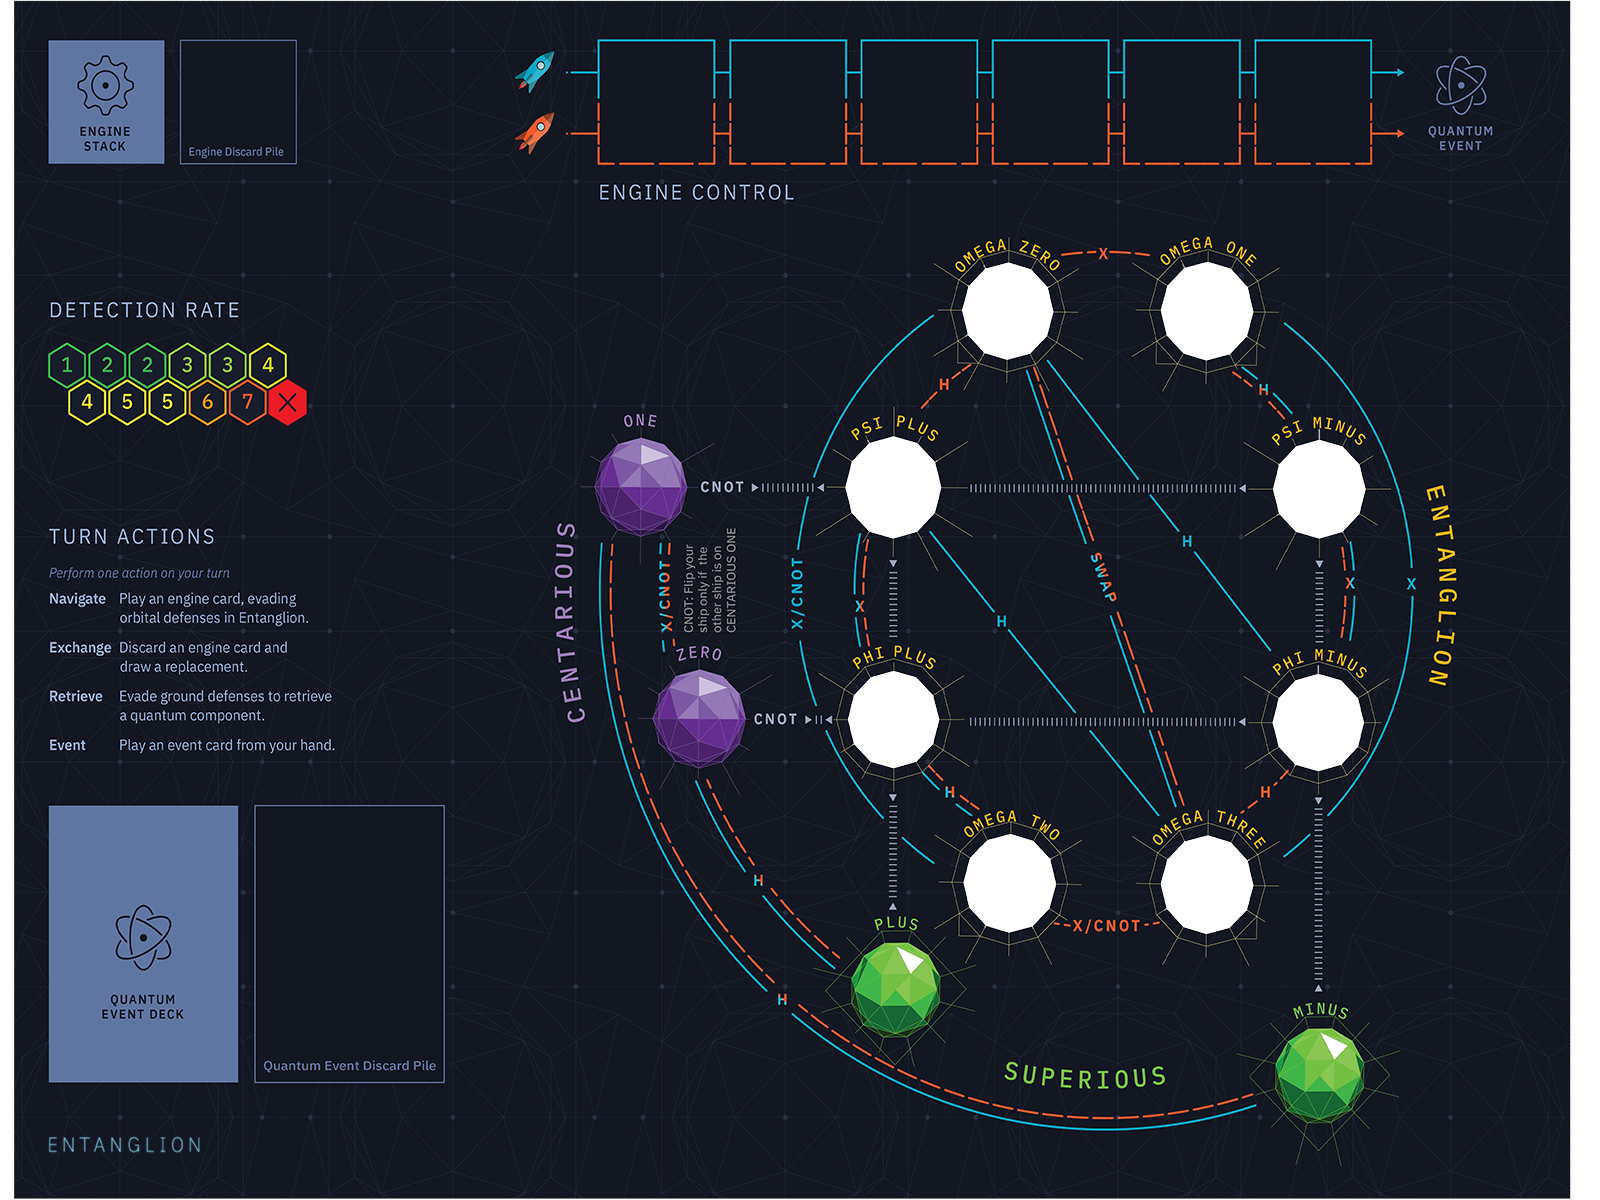 ENGINE
STACK
Engine Discard Pile
QUANTUM
EVENT
ENGINE CONTROL
OMEGA ZERO
X
OMEGA ONE
DETECTION RATE
1 2 2 3 3 4
4 5 5 6 7 X
H
H
ONE
PSI PLUS
PSI MINUS
CNOT
CENTARIOUS
ENTANGLION
TURN ACTIONS
Perform one action on your turn
Navigate Play an engine card, evading
orbital defenses in Entanglion.
Exchange Discard an engine card and
draw a replacement.
Retrieve Evade ground defenses to retrieve
a quantum component.
Event Play an event card from your hand.
X/CNOT
CNOT: Flip your
ship only if the
other ship is on
CENTARIOUS ONE
X/CNOT
X
H
H
SWAP
X
X
ZERO
PHI PLUS
PHI MINUS
CNOT
H
H
OMEGA TWO
OMEGA THREE
H
X/CNOT
PLUS
H
MINUS
SUPERIOUS
QUANTUM
EVENT DECK
Quantum Event Discard Pile
ENTANGLION